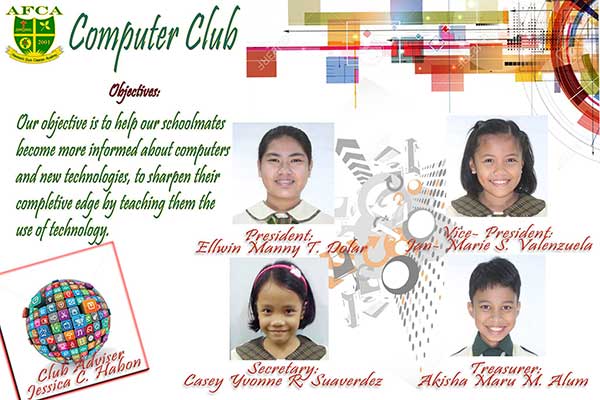 AFCA
2001
Computer Club
Objectives:
Our objective is to help our schoolmates
become more informed about computers
and new technologies, to sharpen their
completive edge by teaching them the
use of technology.
President:
Ellwin Manny T. Dolar
Vice- President:
Jan- Marie S. Valenzuela
Secretary:
Casey Yvonne R. Suaverdez
Treasurer:
Akisha Maru M. Alum
Club Adviser
Jessica C. Habon